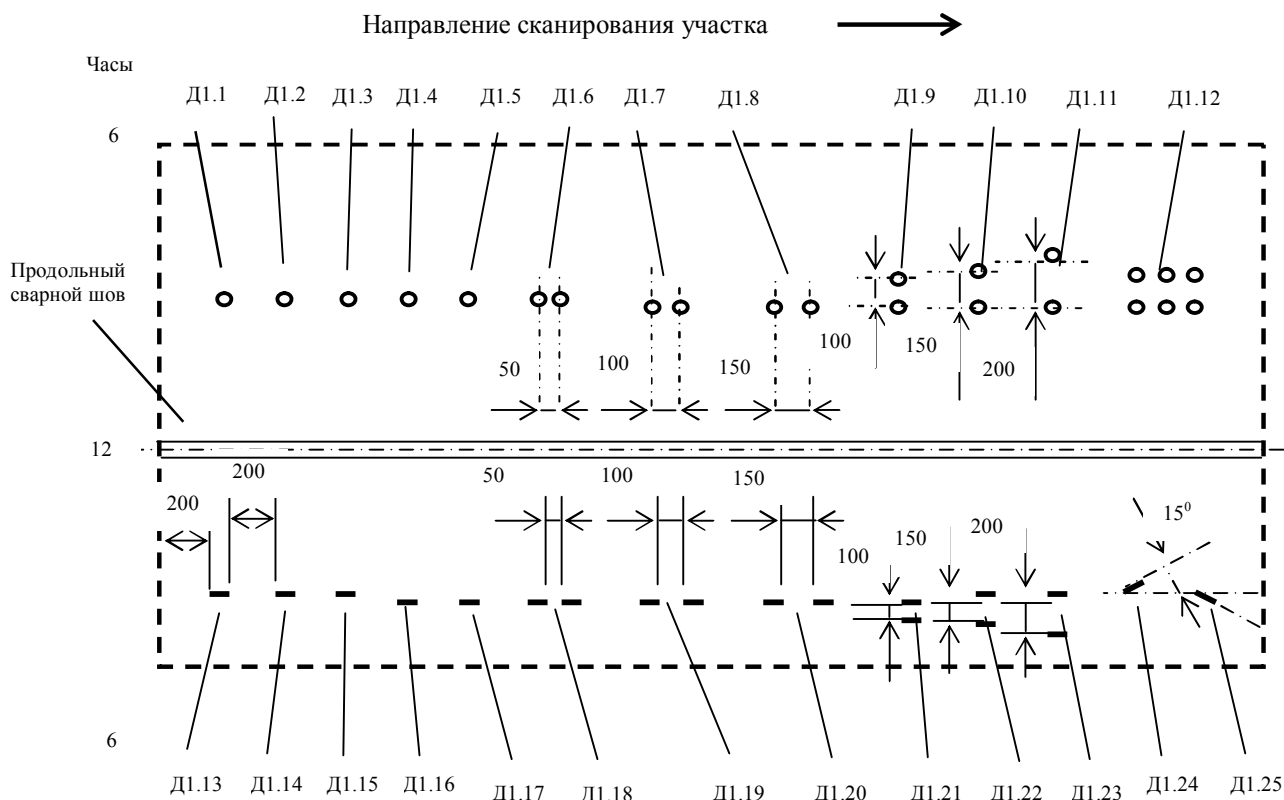 Направление сканирования участка
Часы
Д1.1 Д1.2 Д1.3 Д1.4 Д1.5 Д1.6 Д1.7 Д1.8 Д1.9 Д1.10 Д1.11 Д1.12
6
Продольный
сварной шов
100 150 200
50 100 150
12
200 50 100 150
200
100 150 200 15⁰
6
Д1.13 Д1.14 Д1.15 Д1.16 Д1.17 Д1.18 Д1.19 Д1.20 Д1.21 Д1.22 Д1.23 Д1.24 Д1.25